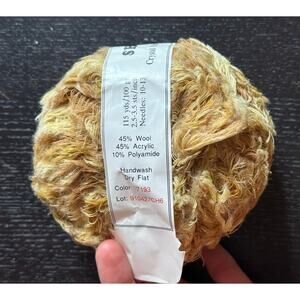 115 yds/100 g
2.5-3.5 sts/inch
Needles: 10-13
45% Wool
45% Acrylic
10% Polyamide
Handwash
Dry Flat
Color: 7193